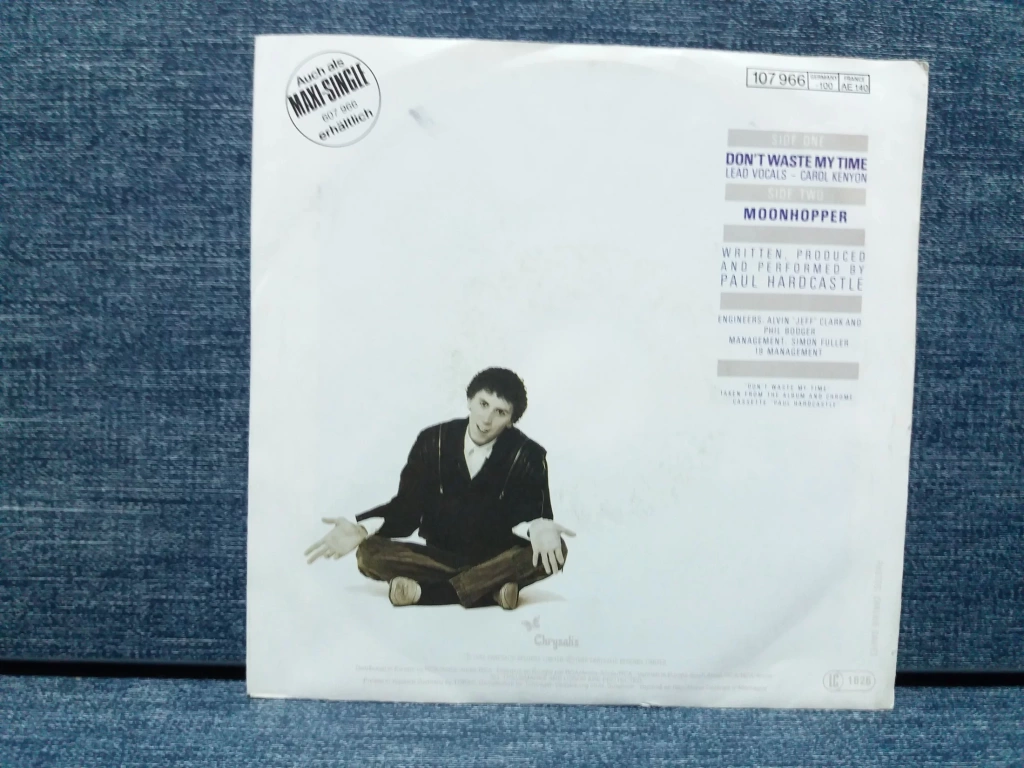 Auch als
MAXI-SINGLE
607 966
erhältlich
107 966
GERMANY
-100
FRANCE
AE 140
SIDE ONE
DON'T WASTE MY TIME
LEAD VOCALS - CAROL KENYON
SIDE TWO
MOONHOPPER
WRITTEN, PRODUCED
AND PERFORMED BY
PAUL HARDCASTLE
ENGINEERS: ALVIN "JEFF" CLARK AND
PHIL BODGER
MANAGEMENT: SIMON FULLER
19 MANAGEMENT
"DON'T WASTE MY TIME"
TAKEN FROM THE ALBUM AND CHROME
CASSETTE "PAUL HARDCASTLE"
Chrysalis
LC 1626